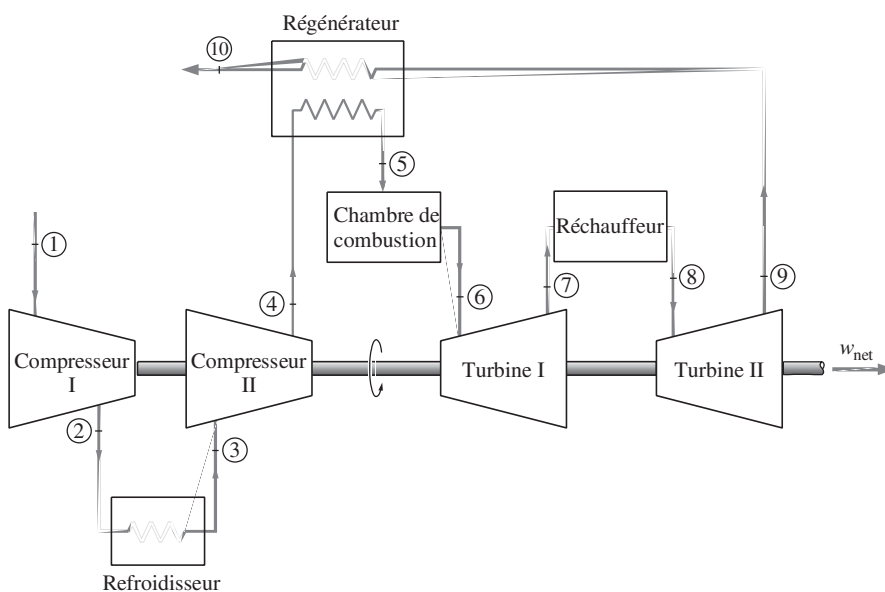 Régénérateur
10
5
Chambre de
combustion
Réchauffeur
1
4
6
7
8
9
Compresseur
I
Compresseur
II
Turbine I
Turbine II
wnet
2
3
Refroidisseur